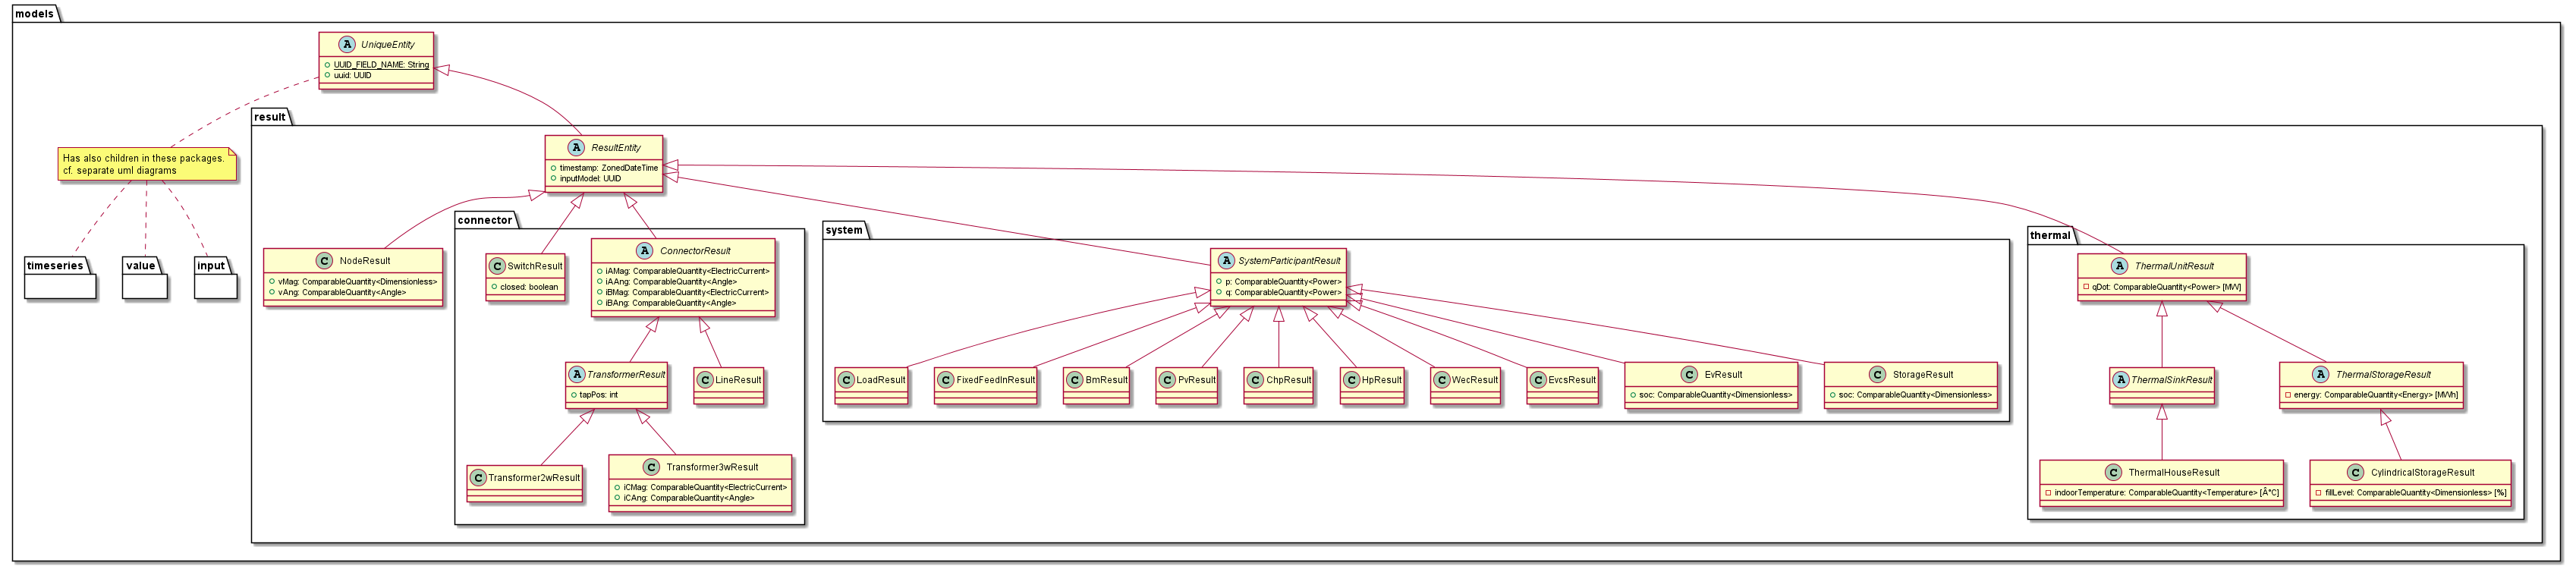 models
A UniqueEntity
UUID_FIELD_NAME: String
uuid: UUID
result
A ResultEntity
timestamp: ZonedDateTime
inputModel: UUID
Has also children in these packages.
cf. separate uml diagrams
timeseries
value
input
C NodeResult
vMag: ComparableQuantity<Dimensionless>
vAng: ComparableQuantity<Angle>
connector
C SwitchResult
closed: boolean
A ConnectorResult
iAMag: ComparableQuantity<ElectricCurrent>
iAAng: ComparableQuantity<Angle>
iBMag: ComparableQuantity<ElectricCurrent>
iBAng: ComparableQuantity<Angle>
A TransformerResult
tapPos: int
C LineResult
C Transformer2wResult
C Transformer3wResult
iCMag: ComparableQuantity<ElectricCurrent>
iCAng: ComparableQuantity<Angle>
system
A SystemParticipantResult
p: ComparableQuantity<Power>
q: ComparableQuantity<Power>
C LoadResult
C FixedFeedInResult
C BmResult
C PvResult
C ChpResult
C HpResult
C WecResult
C EvcsResult
C EvResult
soc: ComparableQuantity<Dimensionless>
C StorageResult
soc: ComparableQuantity<Dimensionless>
thermal
A ThermalUnitResult
qDot: ComparableQuantity<Power> [MW]
A ThermalSinkResult
A ThermalStorageResult
energy: ComparableQuantity<Energy> [MWh]
C ThermalHouseResult
indoorTemperature: ComparableQuantity<Temperature> [Â°C]
C CylindricalStorageResult
fillLevel: ComparableQuantity<Dimensionless> [%]